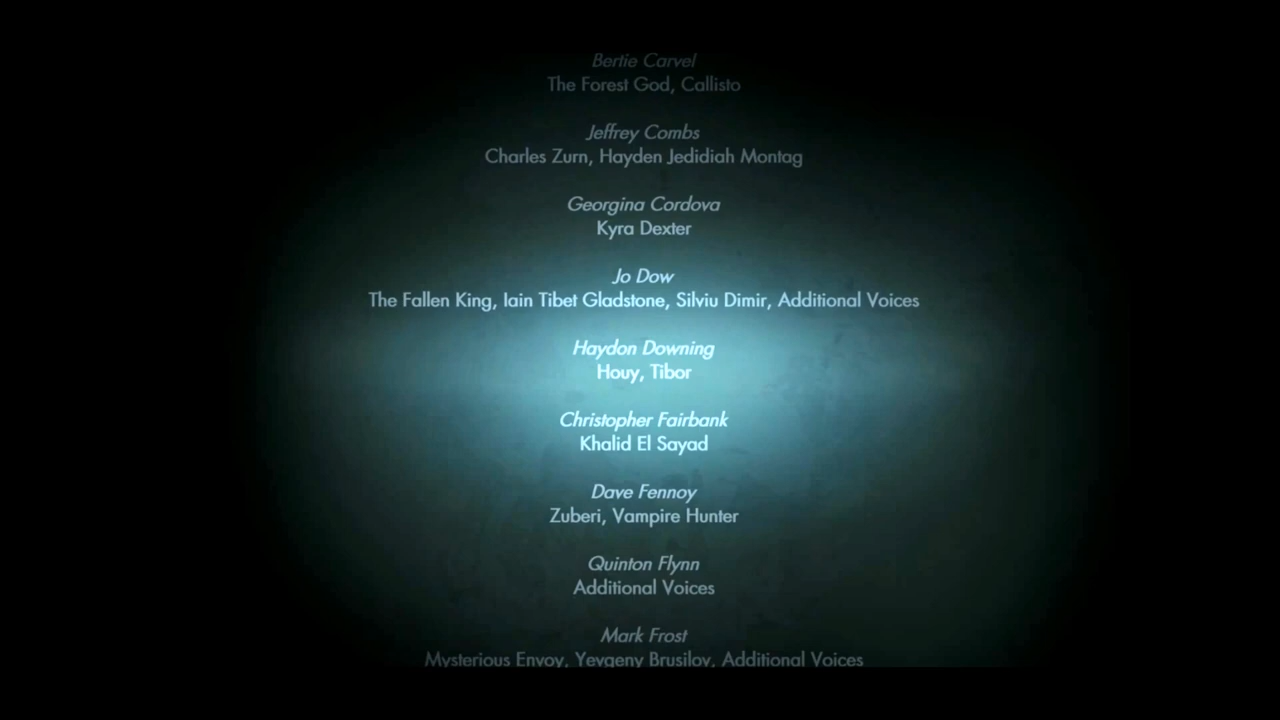 Bertie Carvel
The Forest God, Callisto
Jeffrey Combs
Charles Zurn, Hayden Jedidiah Montag
Georgina Cordova
Kyra Dexter
Jo Dow
The Fallen King, Iain Tibet Gladstone, Silviu Dimir, Additional Voices
Haydon Downing
Houy, Tibor
Christopher Fairbank
Khalid El Sayad
Dave Fennoy
Zuberi, Vampire Hunter
Quinton Flynn
Additional Voices
Mark Frost
Mysterious Envoy, Yevgeny Brusilov, Additional Voices